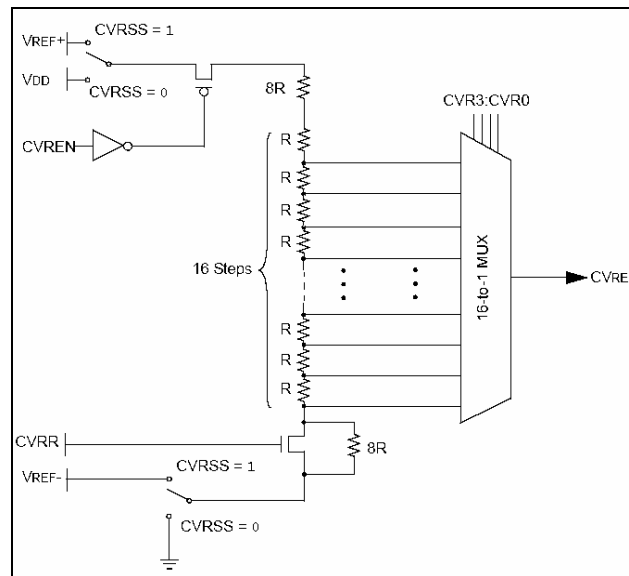 CVRSS = 1
VREF+
VDD
8R
CVRSS = 0
CVR3:CVR0
CVREN
R
R
R
R
16 Steps
16-to-1 MUX
CVRE
R
R
R
CVRR
8R
CVRSS = 1
VREF-
CVRSS = 0